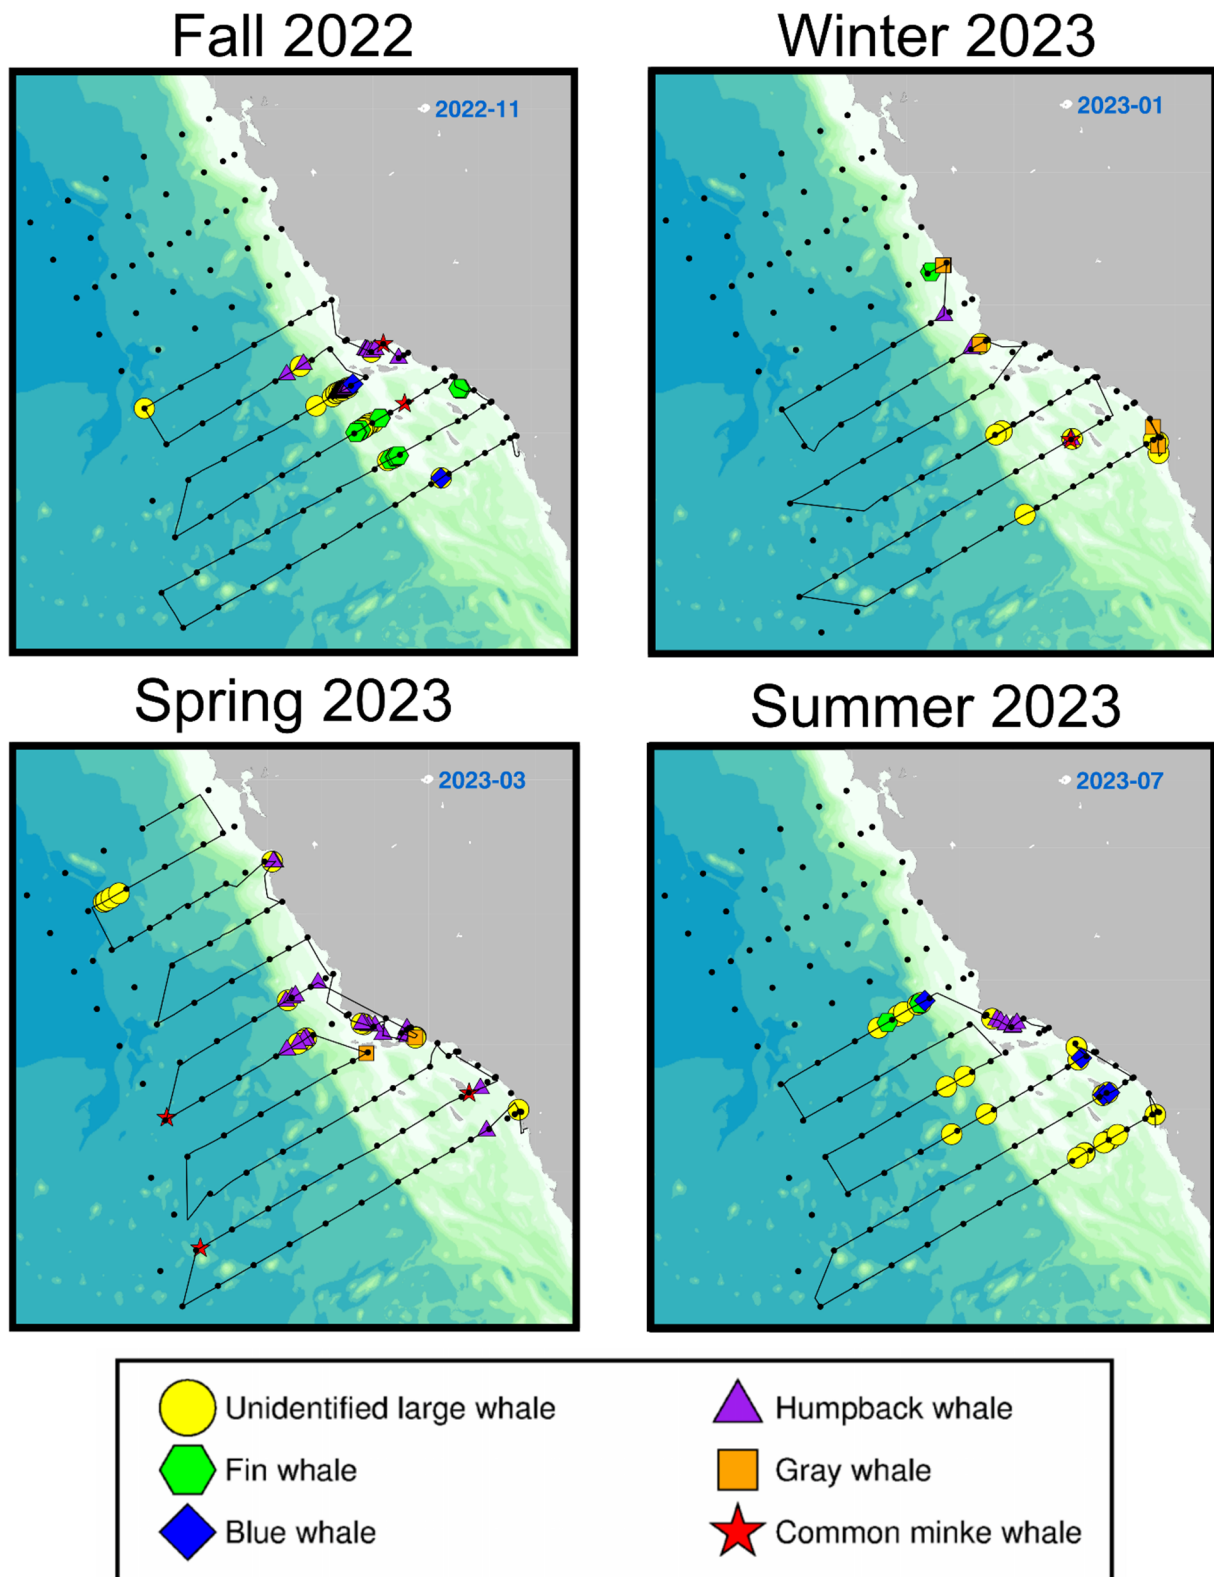 Fall 2022
Winter 2023
2022-11
2023-01
Spring 2023
Summer 2023
2023-03
2023-07
Unidentified large whale
Humpback whale
Fin whale
Gray whale
Blue whale
Common minke whale